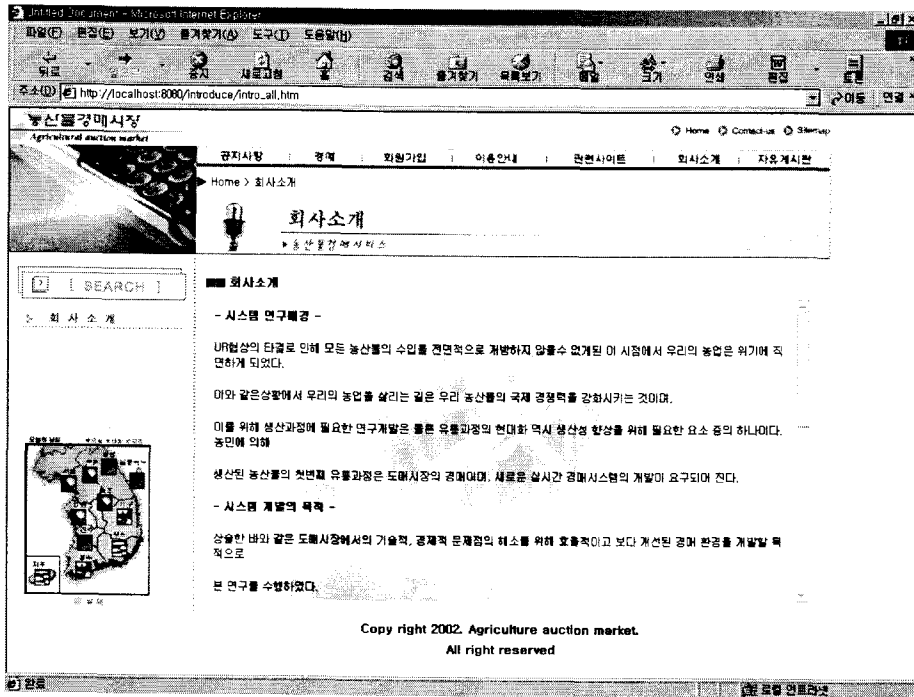 Untitled Document - Microsoft Internet Explorer
파일(F) 편집(E) 보기(V) 즐겨찾기(A) 도구(T) 도움말(H)
뒤로 중지 새로고침 홈 검색 즐겨찾기 목록보기 메일 크기 인쇄 편집 토론
주소(D) http://localhost:8080/introduce/intro_all.htm 이동 연결
농산물경매시장
Agricultural auction market
Home Contact-us Sitemap
공지사항 경매 회원가입 이용안내 관련사이트 회사소개 자유게시판
Home > 회사소개
회사소개
농산물경매서비스
[ SEARCH ]
회 사 소 개
회사소개
- 시스템 연구배경 -
UR협상의 타결로 인해 모든 농산물의 수입를 전면적으로 개방하지 않을수 없게된 이 시점에서 우리의 농업은 위기에 직
면하게 되었다.
이와 같은상황에서 우리의 농업를 살리는 길은 우리 농산물의 국제 경쟁력을 강화시키는 것이며,
이를 위해 생산과정에 필요한 연구개발은 물론 유통과정의 현대화 역시 생산성 향상을 위해 필요한 요소 중의 하나이다.
농민에 의해
생산된 농산물의 첫번째 유통과정은 도매시장의 경매이며, 새로운 실시간 경매시스템의 개발이 요구되어 진다.
- 시스템 개발의 목적 -
상술한 바와 같은 도매시장에서의 기술적, 경제적 문제점의 해소를 위해 효율적이고 보다 개선된 경매 환경을 개발할 목
적으로
본 연구를 수행하였다.
오늘의 날씨
제주
Copy right 2002. Agriculture auction market.
All right reserved
완료
로컬 인트라넷